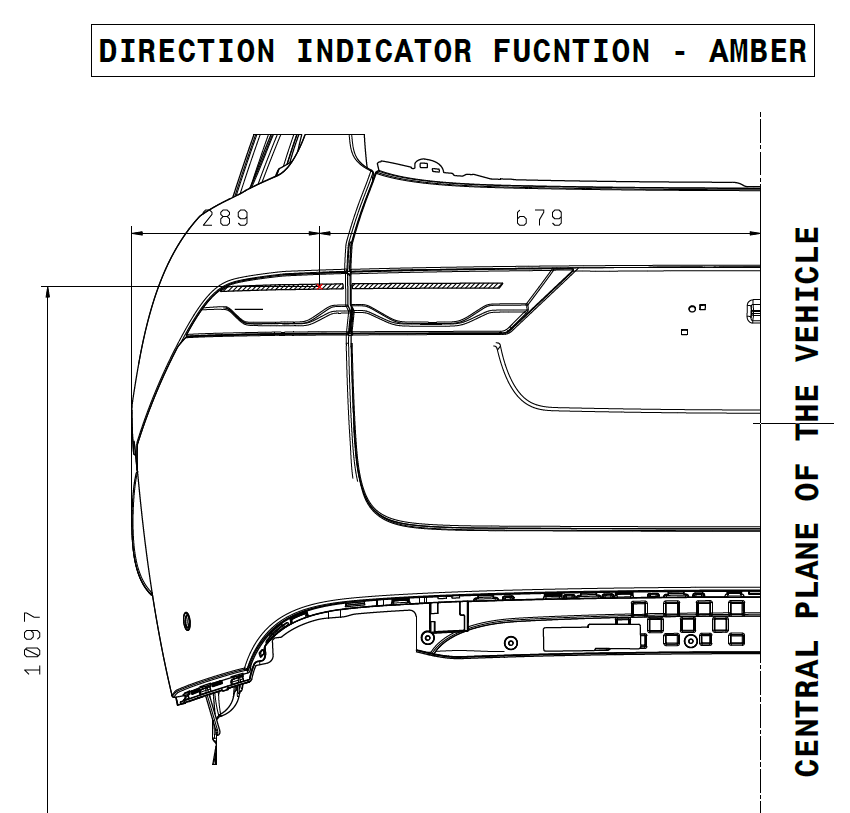 DIRECTION INDICATOR FUCNTION - AMBER
289
679
1097
CENTRAL PLANE OF THE VEHICLE